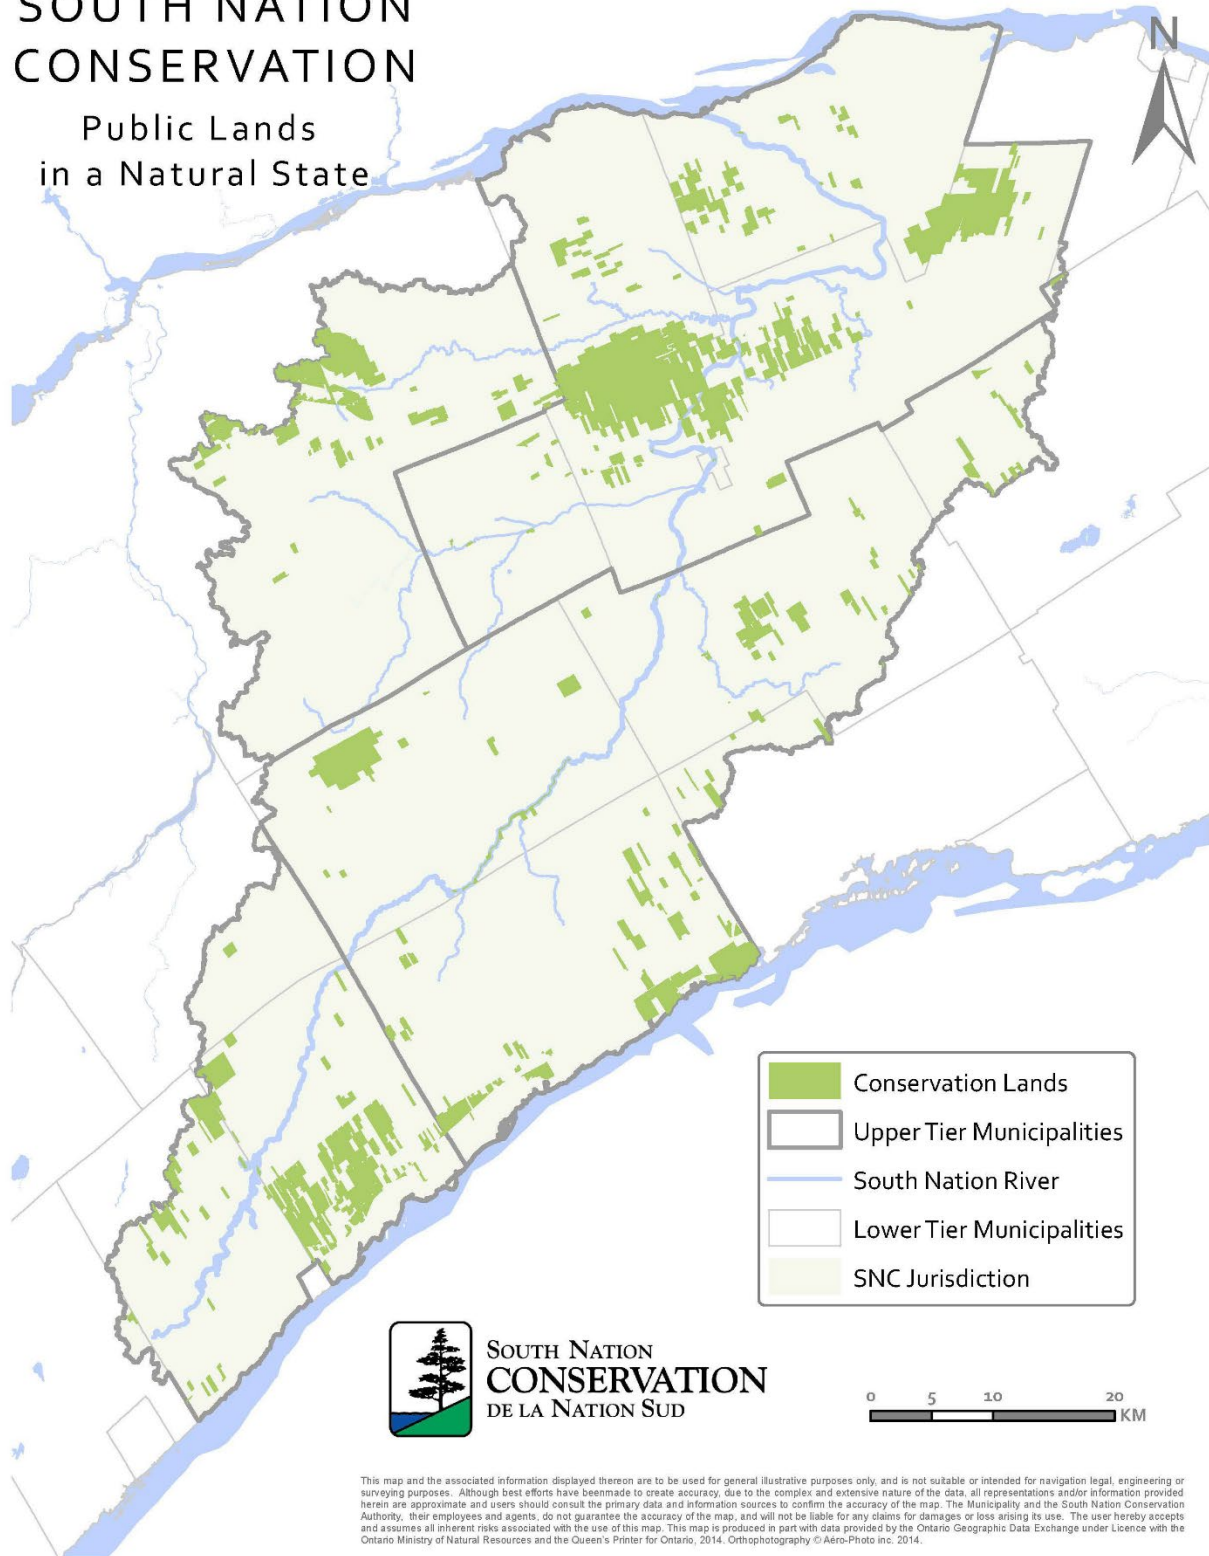 SOUTH NATION
CONSERVATION
Public Lands
in a Natural State
N
Conservation Lands
Upper Tier Municipalities
South Nation River
Lower Tier Municipalities
SNC Jurisdiction
SOUTH NATION
CONSERVATION
DE LA NATION SUD
0 5 10 20
KM
This map and the associated information displayed thereon are to be used for general illustrative purposes only, and is not suitable or intended for navigation legal, engineering or
surveying purposes. Although best efforts have beenmade to create accuracy, due to the complex and extensive nature of the data, all representations and/or information provided
herein are approximate and users should consult the primary data and information sources to confirm the accuracy of the map. The Municipality and the South Nation Conservation
Authority, their employees and agents, do not guarantee the accuracy of the map, and will not be liable for any claims for damages or loss arising its use. The user hereby accepts
and assumes all inherent risks associated with the use of this map. This map is produced in part with data provided by the Ontario Geographic Data Exchange under Licence with the
Ontario Ministry of Natural Resources and the Queen's Printer for Ontario, 2014. Orthophotography © Aéro-Photo inc. 2014.